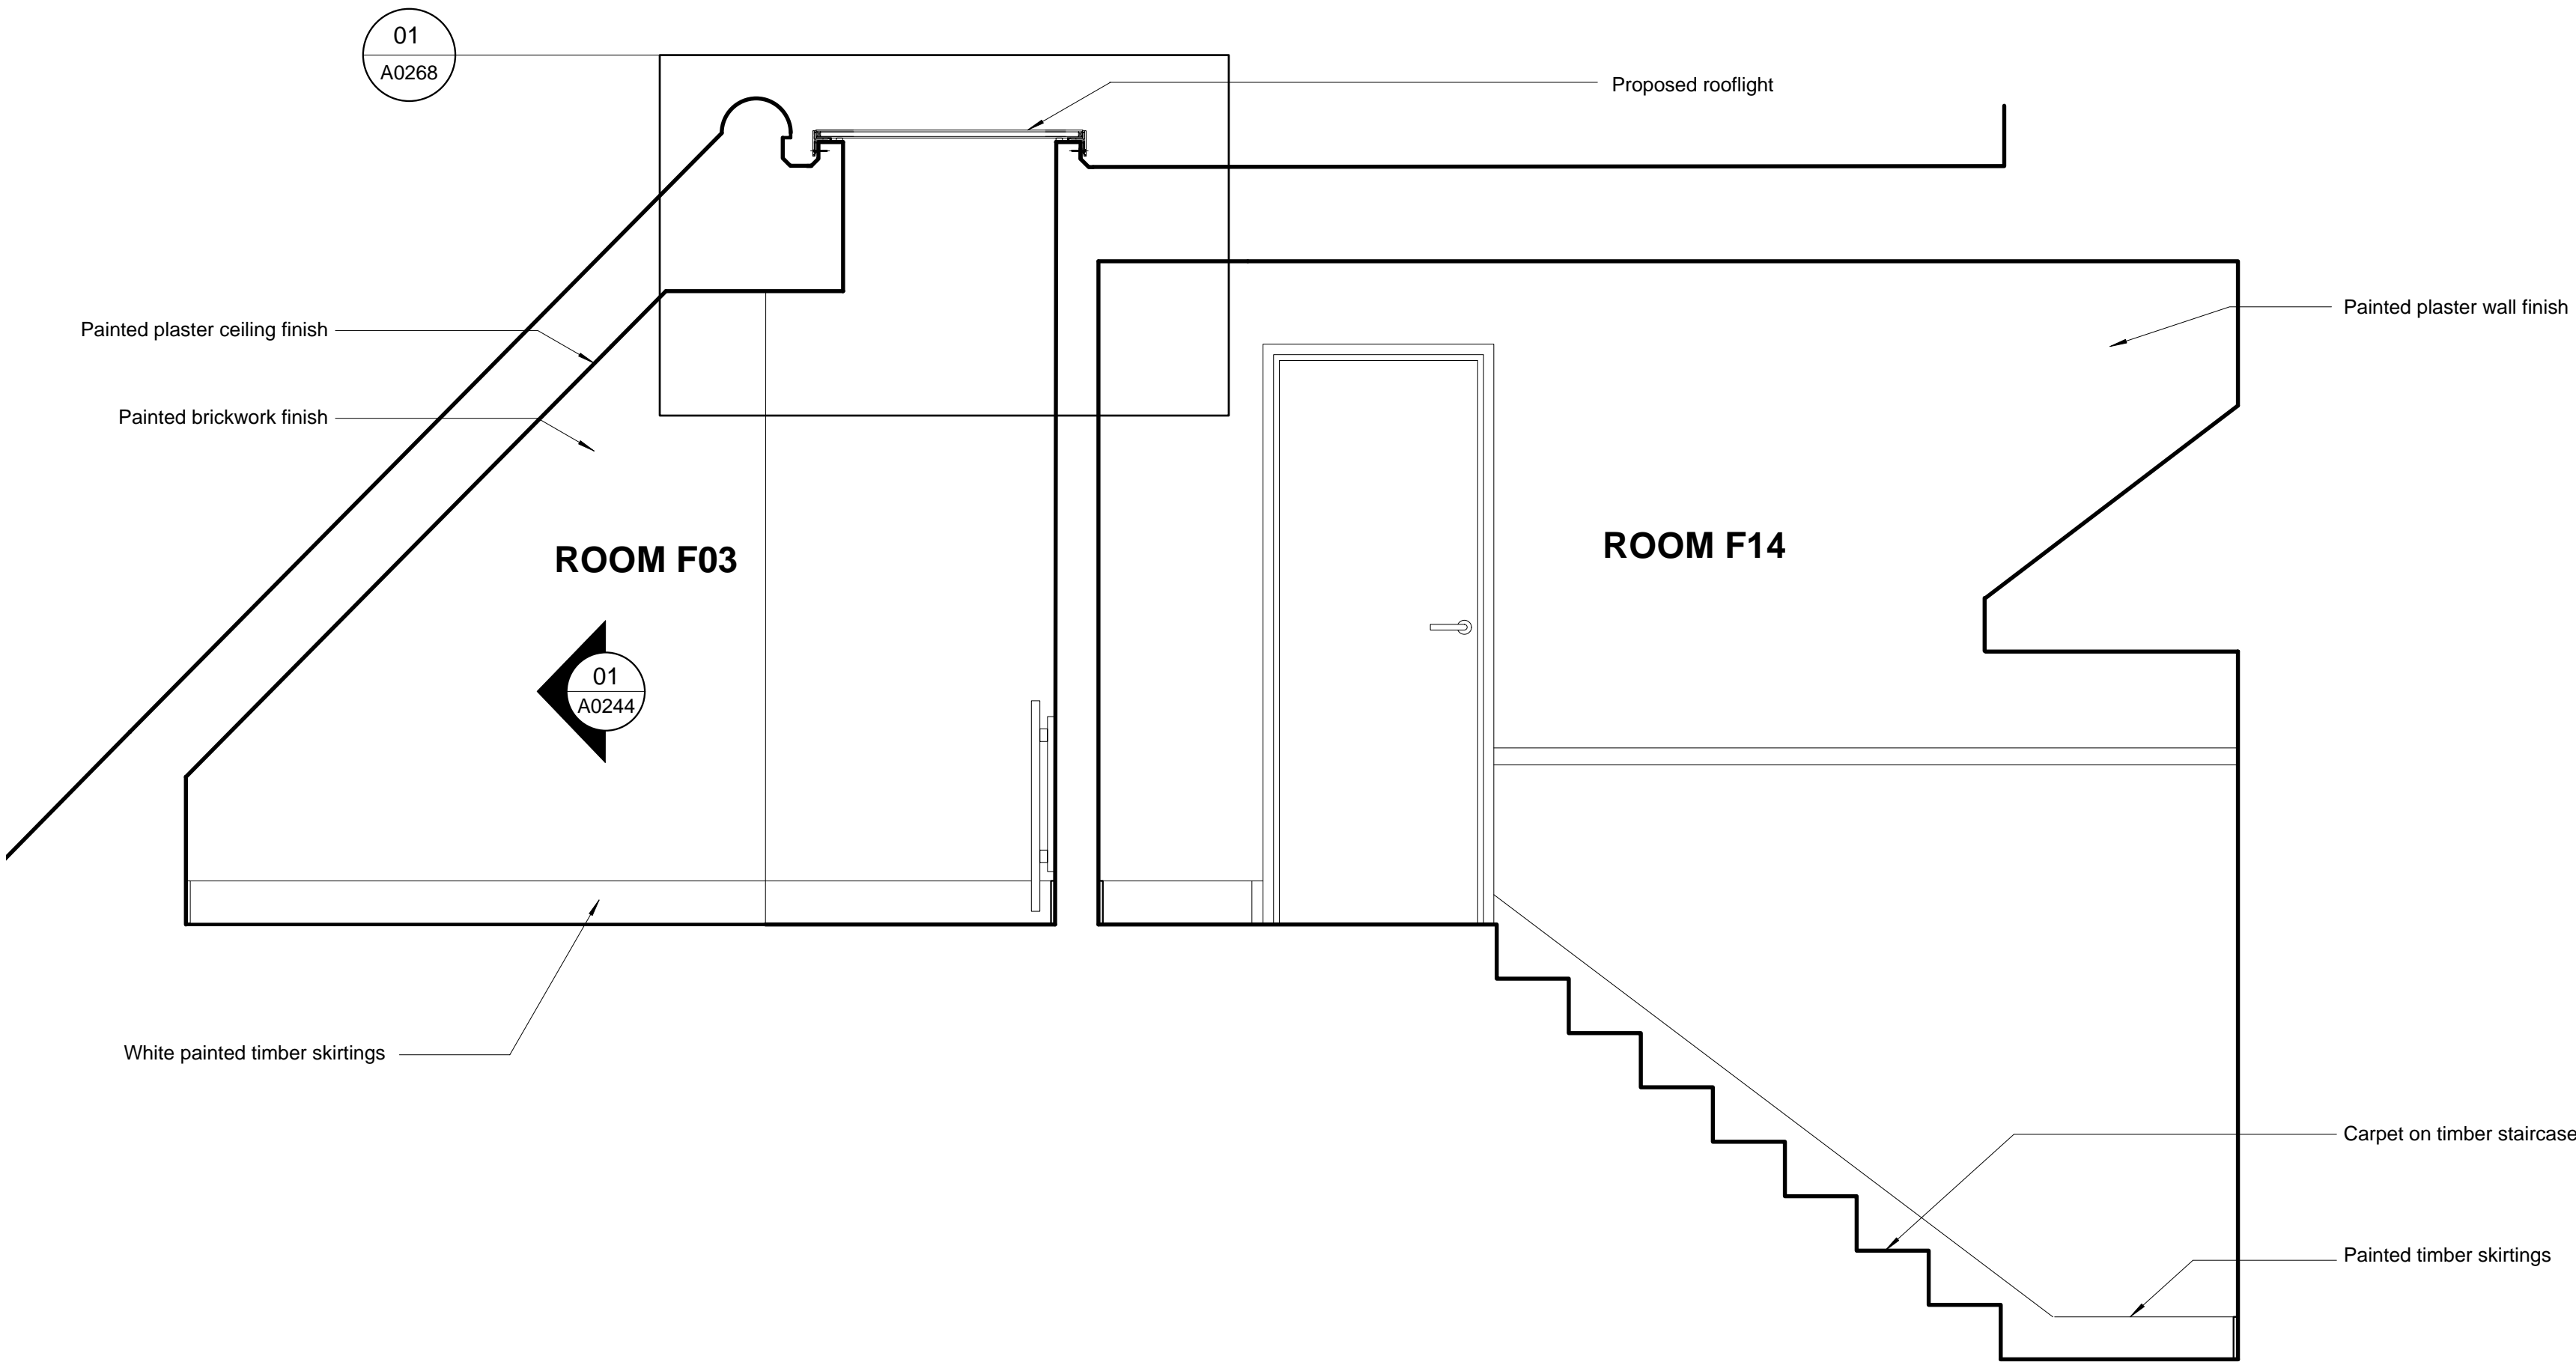 01
A0268
Proposed rooflight
Painted plaster wall finish
Painted plaster ceiling finish
Painted brickwork finish
ROOM F03
ROOM F14
01
A0244
White painted timber skirtings
Carpet on timber staircase
Painted timber skirtings